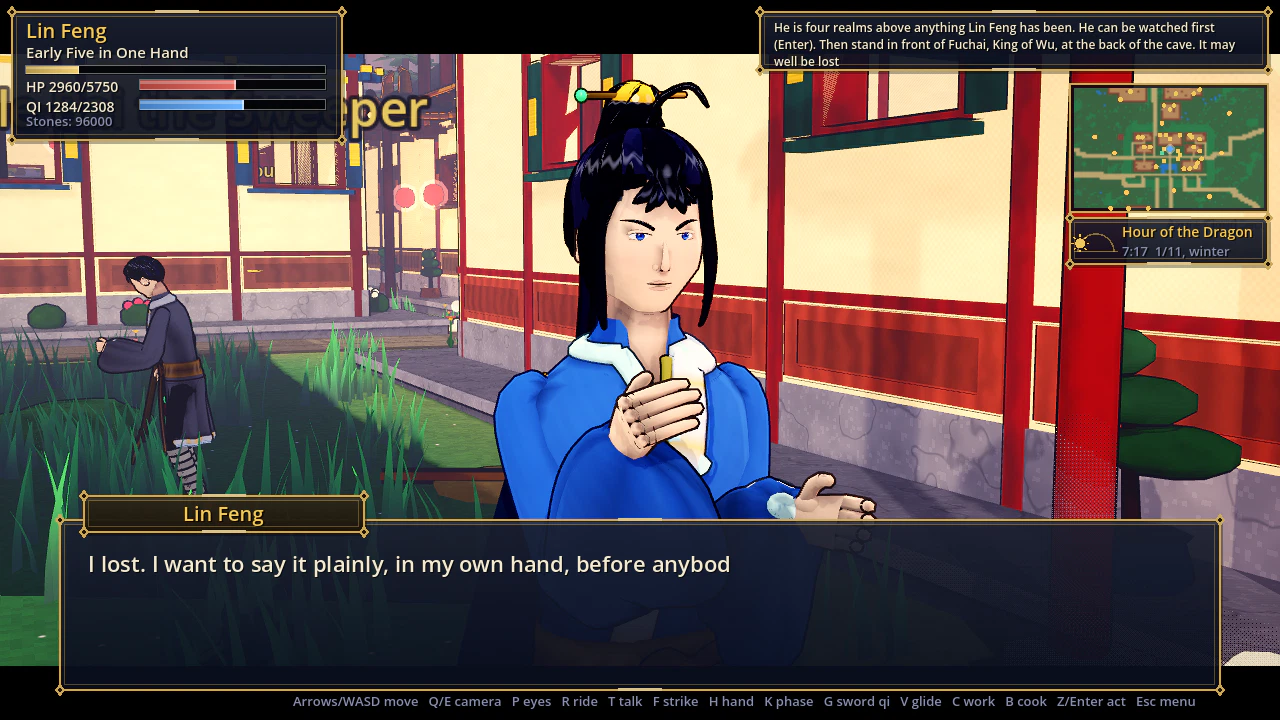 Lin Feng
Early Five in One Hand
HP 2960/5750
QI 1284/2308
Stones: 96000
He is four realms above anything Lin Feng has been. He can be watched first
(Enter). Then stand in front of Fuchai, King of Wu, at the back of the cave. It may
well be lost
Hour of the Dragon
7:17 1/11, winter
Lin Feng
I lost. I want to say it plainly, in my own hand, before anybod
Arrows/WASD move Q/E camera P eyes R ride T talk F strike H hand K phase G sword qi V glide C work B cook Z/Enter act Esc menu